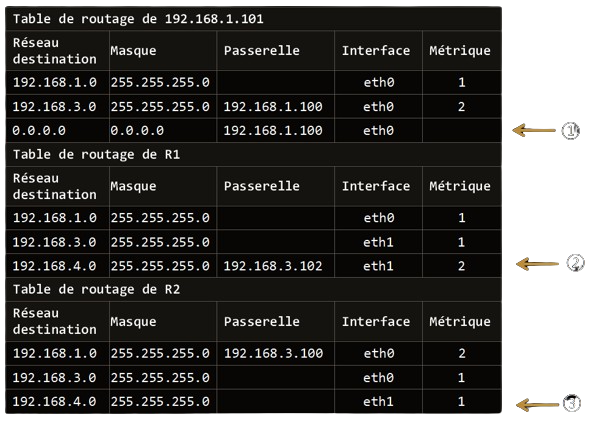 Table de routage de 192.168.1.101
Réseau destination Masque Passerelle Interface Métrique
192.168.1.0 255.255.255.0 eth0 1
192.168.3.0 255.255.255.0 192.168.1.100 eth0 2
0.0.0.0 0.0.0.0 192.168.1.100 eth0 ①
Table de routage de R1
Réseau destination Masque Passerelle Interface Métrique
192.168.1.0 255.255.255.0 eth0 1
192.168.3.0 255.255.255.0 eth1 1
192.168.4.0 255.255.255.0 192.168.3.102 eth1 2 ②
Table de routage de R2
Réseau destination Masque Passerelle Interface Métrique
192.168.1.0 255.255.255.0 192.168.3.100 eth0 2
192.168.3.0 255.255.255.0 eth0 1
192.168.4.0 255.255.255.0 eth1 1 ③